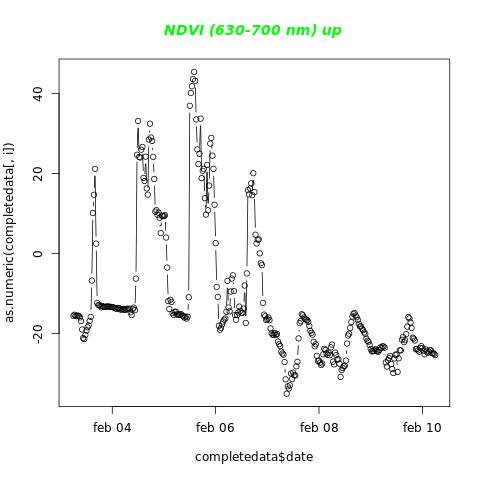 NDVI (630-700 nm) up
as.numeric(completedata[, i])
40
20
0
-20
feb 04
feb 06
feb 08
feb 10
completedata$date